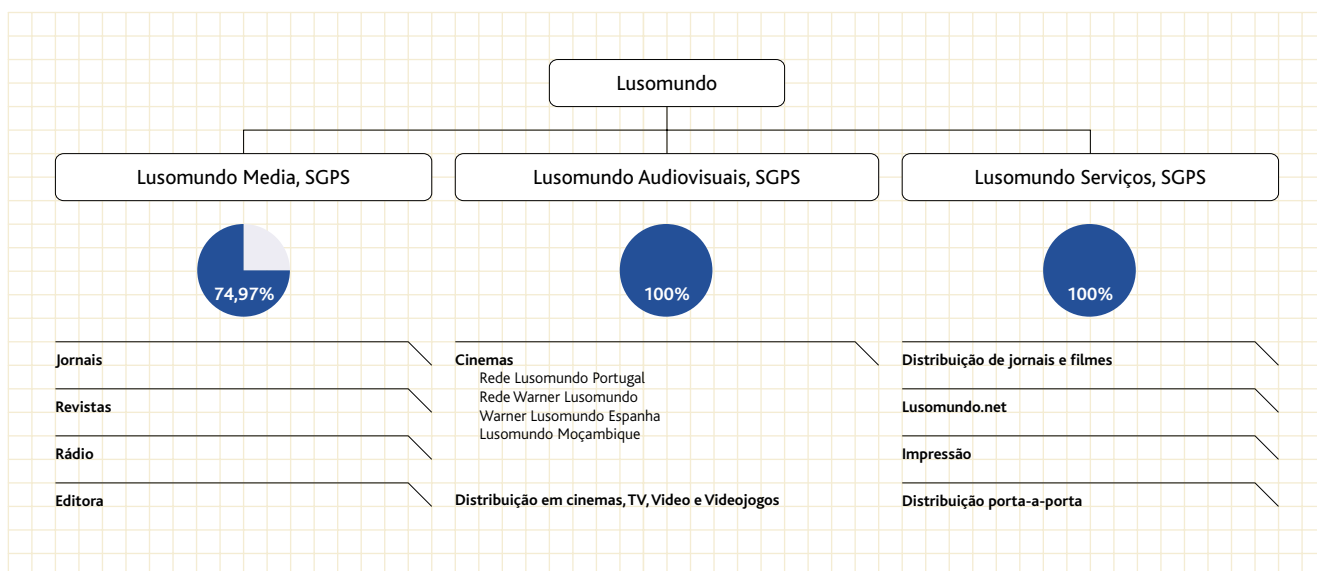 Lusomundo
Lusomundo Media, SGPS
74,97%
Jornais
Revistas
Rádio
Editora
Lusomundo Audiovisuais, SGPS
100%
Cinemas
Rede Lusomundo Portugal
Rede Warner Lusomundo
Warner Lusomundo Espanha
Lusomundo Moçambique
Distribuição em cinemas, TV, Video e Videojogos
Lusomundo Serviços, SGPS
100%
Distribuição de jornais e filmes
Lusomundo.net
Impressão
Distribuição porta-a-porta